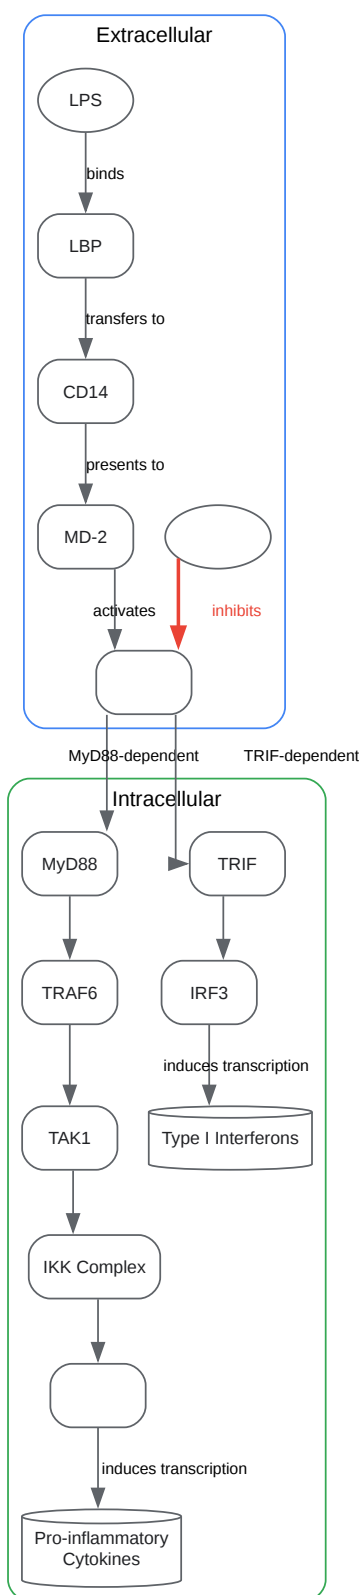 Extracellular
LPS
binds
LBP
transfers to
CD14
presents to
MD-2
activates
inhibits
MyD88-dependent
TRIF-dependent
Intracellular
MyD88
TRIF
TRAF6
IRF3
induces transcription
TAK1
Type I Interferons
IKK Complex
induces transcription
Pro-inflammatory
Cytokines